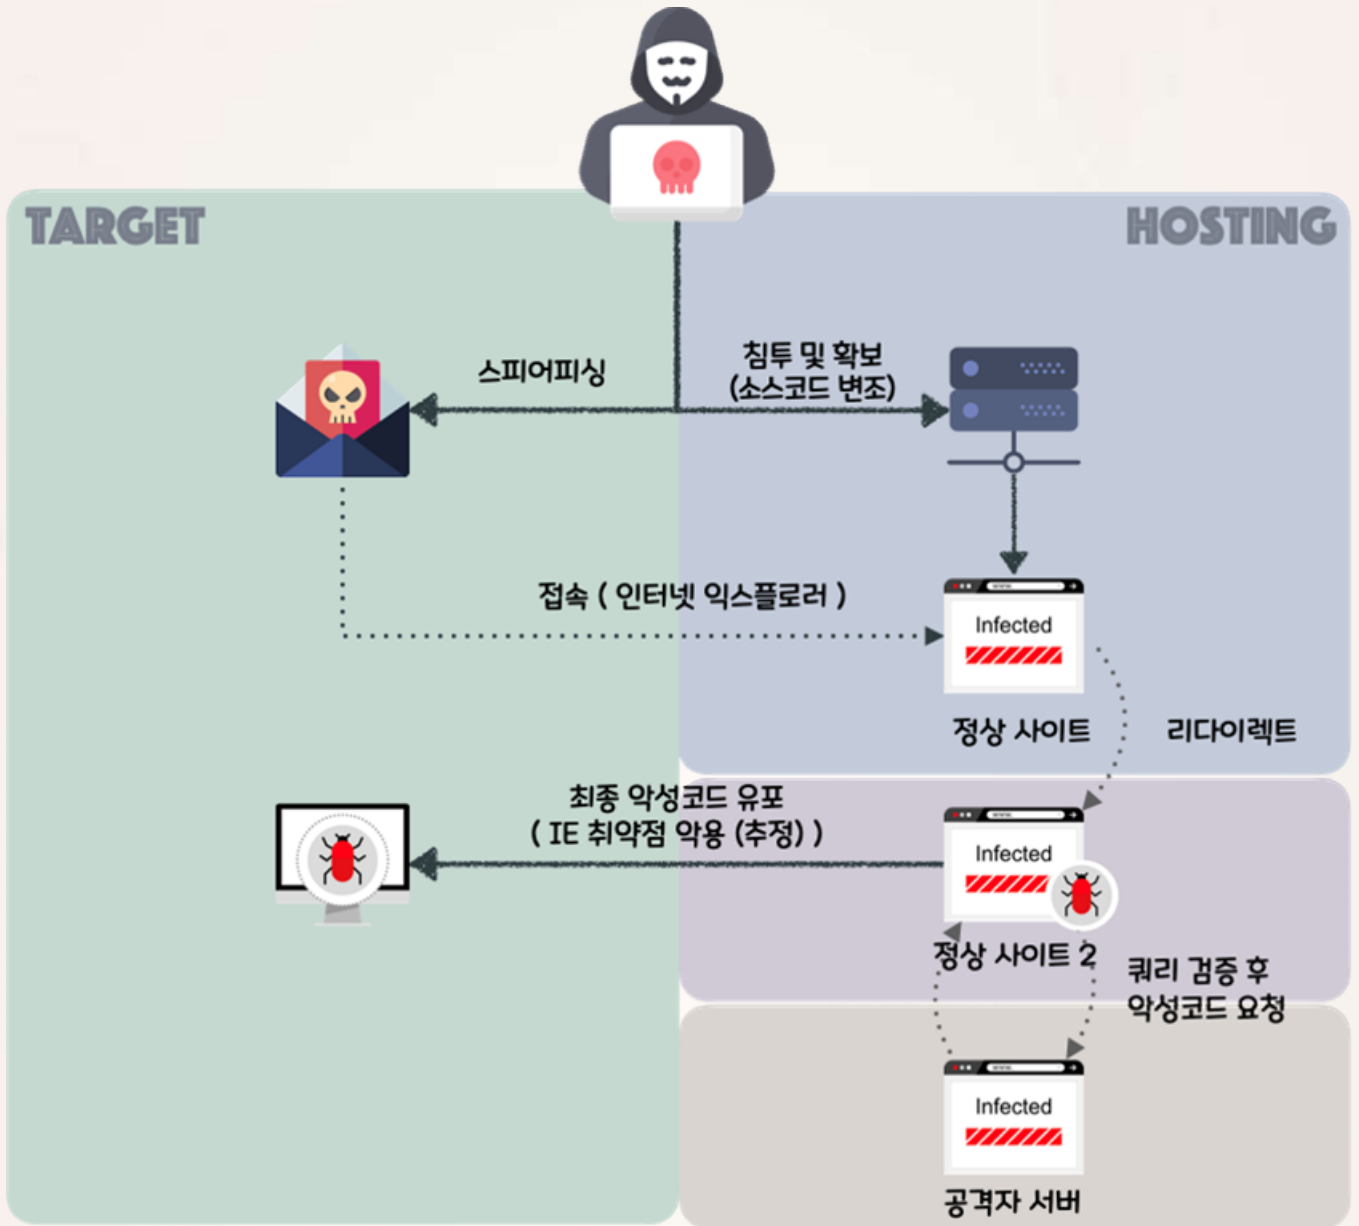 TARGET
HOSTING
스피어피싱
침투 및 확보
(소스코드 변조)
접속 ( 인터넷 익스플로러 )
Infected
정상 사이트
리다이렉트
최종 악성코드 유포
( IE 취약점 악용 (추정) )
Infected
정상 사이트 2
쿼리 검증 후
악성코드 요청
Infected
공격자 서버